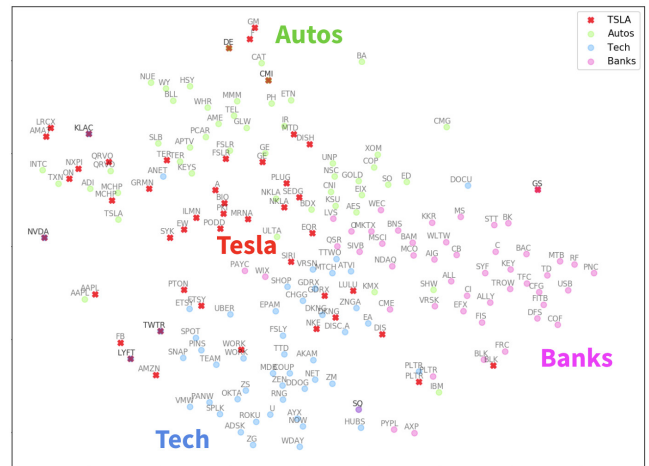 GM
F
Autos
DE
CAT
BA
TSLA
Autos
Tech
Banks
NUE
WY
HSY
CMI
BLL
WHR
MMM
PH
ETN
TEL
AME
GLW
IR
MTD
CMG
LRCX
AMAT
KLAC
PCAR
DISH
SLB
APTV
FSLR
GE
XOM
QRVO
TER
TER
FSLR
GE
UNP
COP
INTC
NXPI
QRVO
KEYS
NSC
TXN
ON
ANET
PLUG
GOLD
SO
ED
DOCU
ADI
MCHP
GRMN
A
CNI
EIX
GS
MCHP
BIO
NKLA
SEDG
KSU
TSLA
ILMN
PKI
MRNA
NKLA
BDX
AES
WEC
EW
PODD
LVS
KKR
MS
STT
BK
NVDA
SYK
ULTA
EQR
MKTX
BNS
Tesla
QSR
MSCI
BAM
WLTW
SIVB
MCO
AIG
CB
C
BAC
SIRI
VRSN
TTWO
NDAQ
MTB
RF
PAYC
WIX
MTCH
ATVI
SYF
KEY
TD
PNC
SHOP
GDRX
ALL
TROW
TFC
CFG
USB
AAPL
AAPL
PTON
CHGG
GDRX
LULU
KMX
SHW
CI
ALLY
FITB
ETSY
ETSY
UBER
EPAM
DKNG
DKNG
ZNGA
CME
VRSK
EFX
FIS
DFS
COF
FB
TWTR
SPOT
FSLY
NKE
DISCA
EA
DIS
LYFT
PINS
WORK
WORK
TTD
AKAM
BLK
BLK
FRC
Banks
SNAP
TEAM
MDB
COUP
PLTR
PLTR
PLTR
AMZN
ZS
ZEN
DDOG
NET
ZM
IBM
VMW
PANW
OKTA
RNG
SQ
SPLK
ROKU
U
AYX
NOW
HUBS
PYPL
AXP
Tech
ADSK
ZG
WDAY